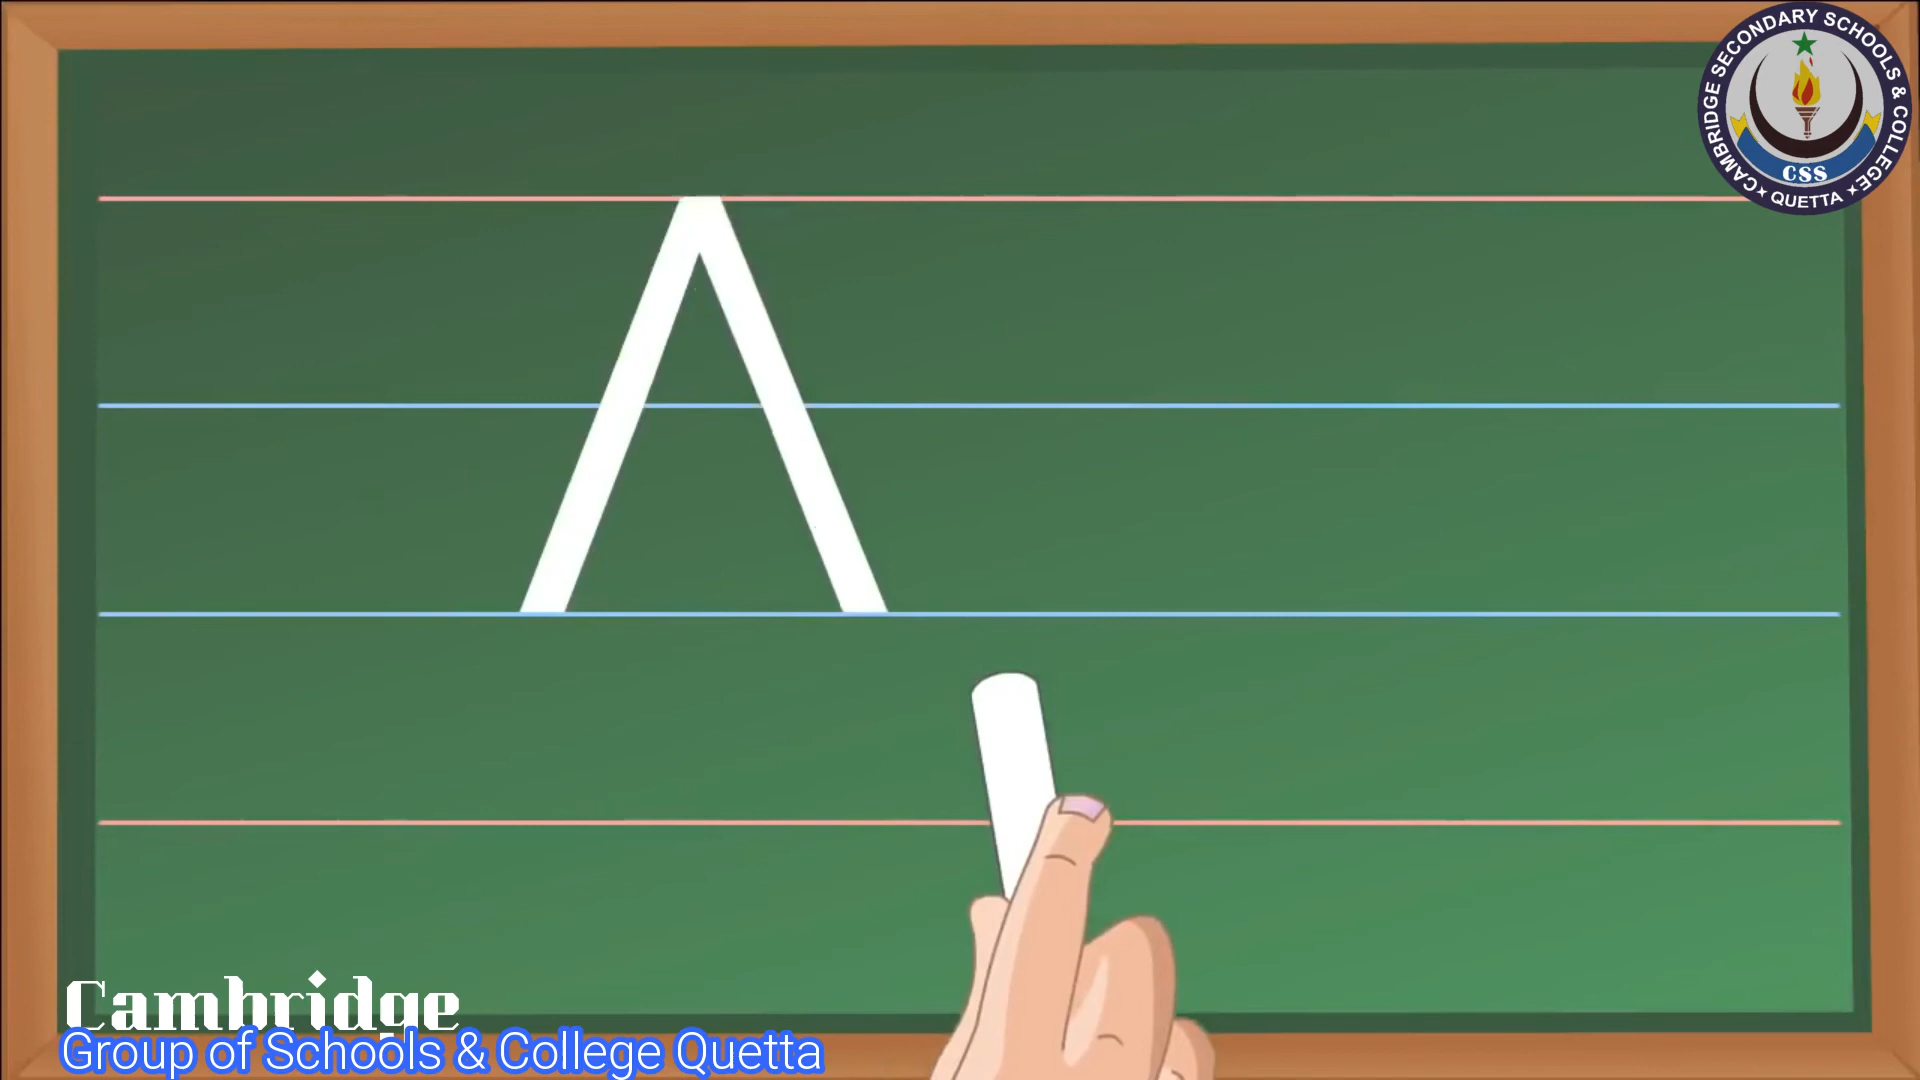 CAMBRIDGE SECONDARY SCHOOLS & COLLEGE
QUETTA
CSS
Cambridge
Group of Schools & College Quetta